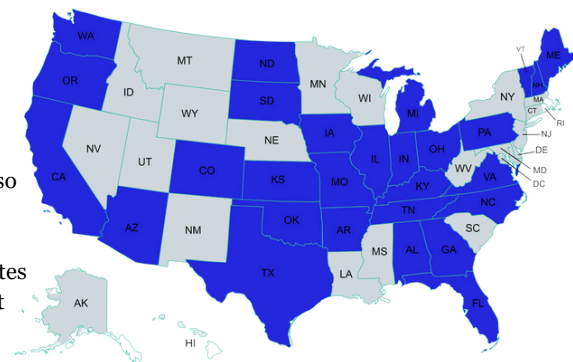 WA
VT
ME
MT
ND
OR
MN
NH
ID
SD
WI
NY
MA
MI
CT
RI
WY
IA
PA
NJ
NE
OH
DE
NV
IL
IN
MD
UT
WV
DC
so
CA
CO
KS
MO
KY
VA
NC
TN
AZ
NM
OK
AR
SC
MS
AL
GA
tes
TX
LA
t
AK
FL
HI